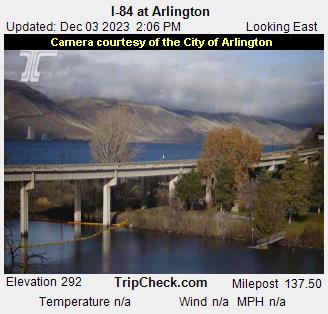 I-84 at Arlington
Updated: Dec 03 2023 2:06 PM Looking East
Camera courtesy of the City of Arlington
Elevation 292 TripCheck.com Milepost 137.50
Temperature n/a Wind n/a MPH n/a